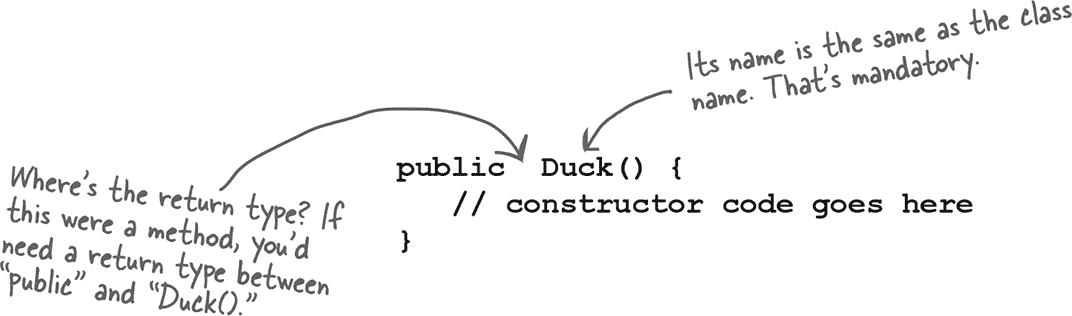 Its name is the same as the class
name. That's mandatory.
public Duck() {
// constructor code goes here
}
Where's the return type? If
this were a method, you'd
need a return type between
“public” and “Duck().”